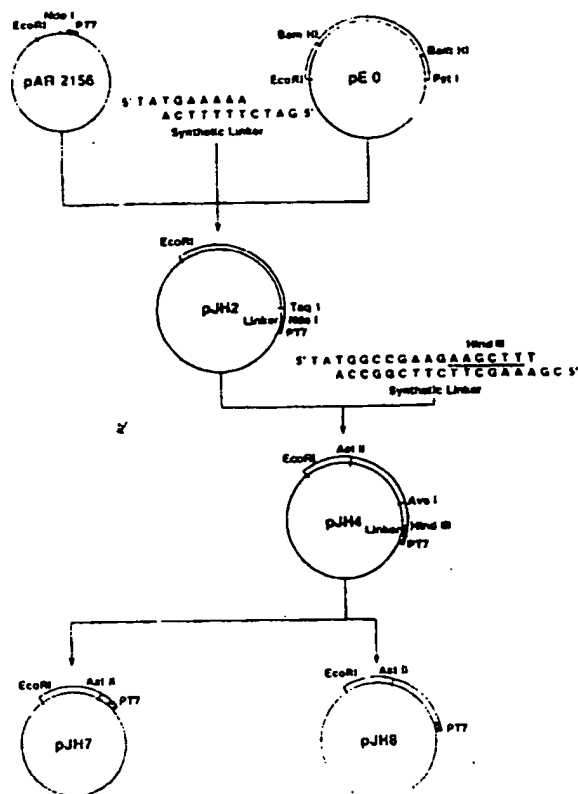 Nde I
EcoRI PT7
pAR 2156
Bam HI
BamHI
EcoRI
Pst I
pE 0
5' T A T G A A A A A
A C T T T T T C T A G 5'
Synthetic Linker
EcoRI
pJH2
Taq I
Linker Nde I
PT7
Hind III
5' T A T G G C C G A A G A A G C T T T
A C C G G C T T C T T C G A A A G C 5'
Synthetic Linker
EcoRI Ast II
Ava I
pJH4
Linker Hind III
PT7
EcoRI Ast II
PT7
pJH7
EcoRI Ast II
PT7
pJH8